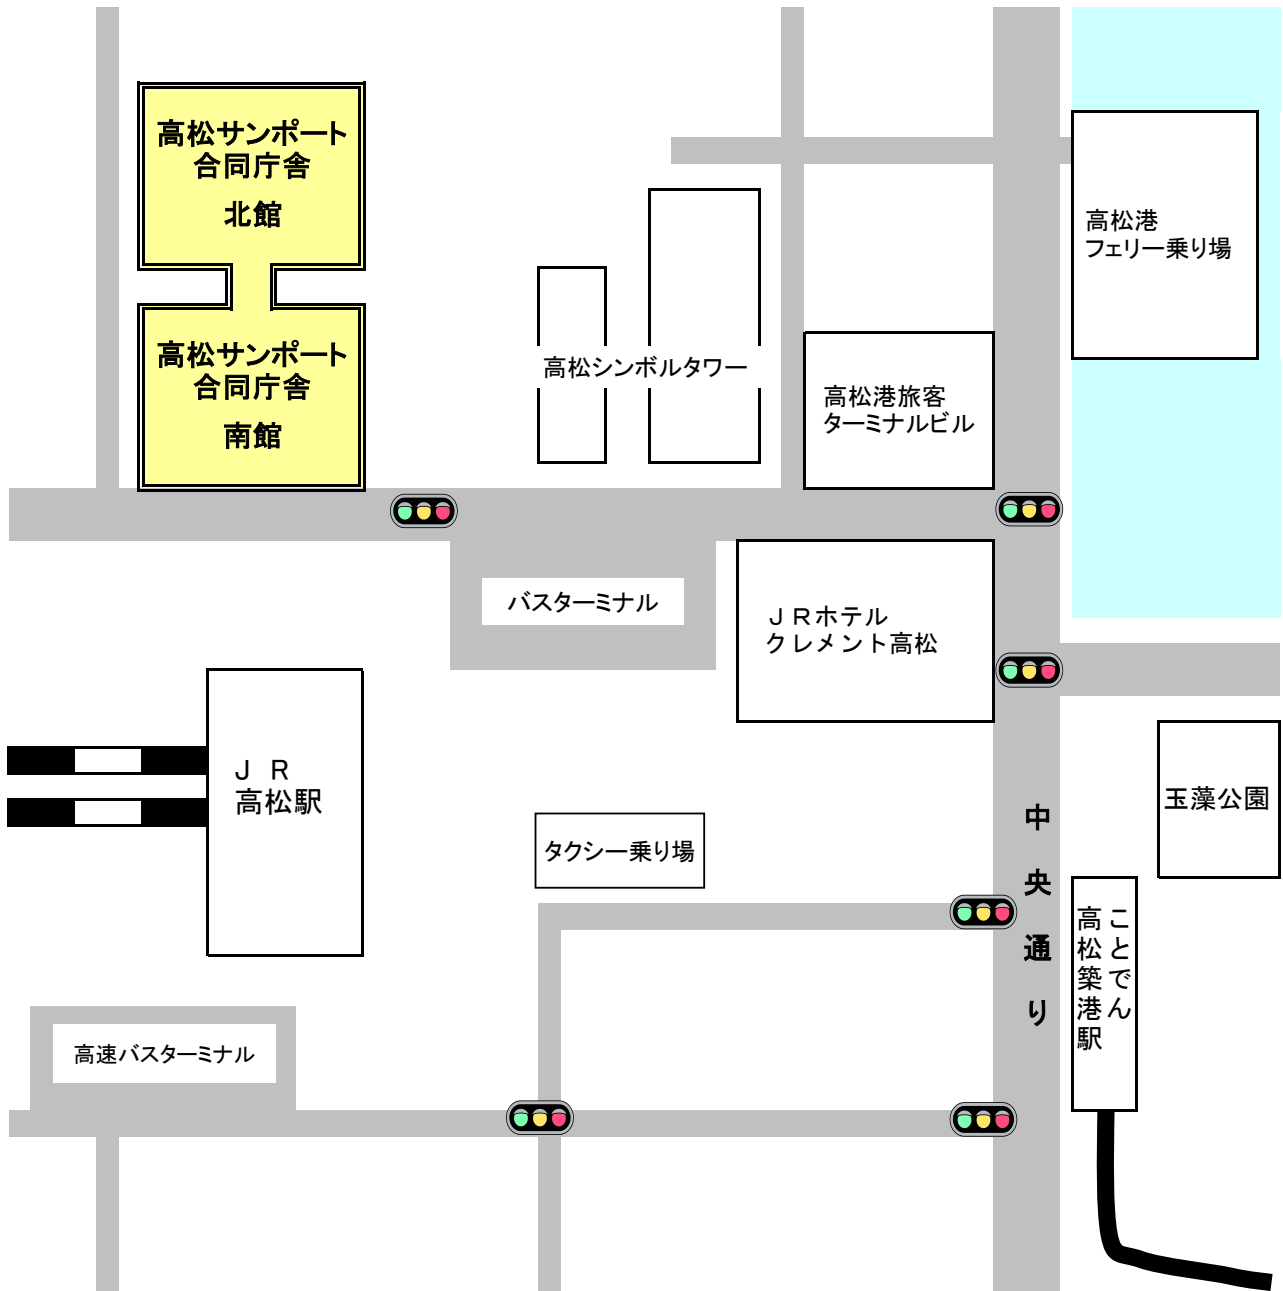 高松サンポート
合同庁舎
北館
高松港
フェリー乗り場
高松サンポート
合同庁舎
南館
高松シンボルタワー
高松港旅客
ターミナルビル
バスターミナル
ＪＲホテル
クレメント高松
Ｊ Ｒ
高松駅
玉藻公園
タクシー乗り場
中央通り
ことでん
高松築港駅
高速バスターミナル